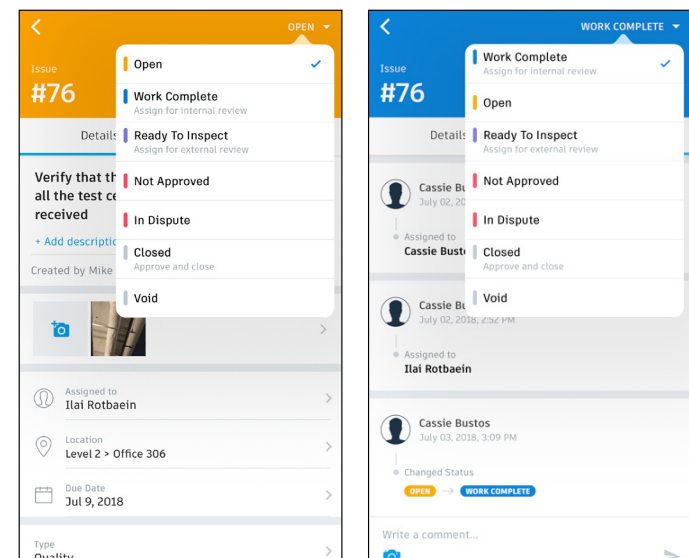 OPEN
Issue
#76
Open
Work Complete
Assign for internal review
Ready To Inspect
Assign for external review
Not Approved
In Dispute
Closed
Approve and close
Void
Details
Verify that th
all the test ce
received
+ Add descriptio
Created by Mike
Assigned to
Ilai Rotbaein
Location
Level 2 > Office 306
Due Date
Jul 9, 2018
Type
Quality
WORK COMPLETE
Issue
#76
Work Complete
Assign for internal review
Open
Ready To Inspect
Assign for external review
Not Approved
In Dispute
Closed
Approve and close
Void
Details
Cassie Bu
July 02, 20
Assigned to
Cassie Busto
Cassie Bu
July 02, 2018, 2:52 PM
Assigned to
Ilai Rotbaein
Cassie Bustos
July 03, 2018, 3:09 PM
Changed Status
OPEN → WORK COMPLETE
Write a comment...